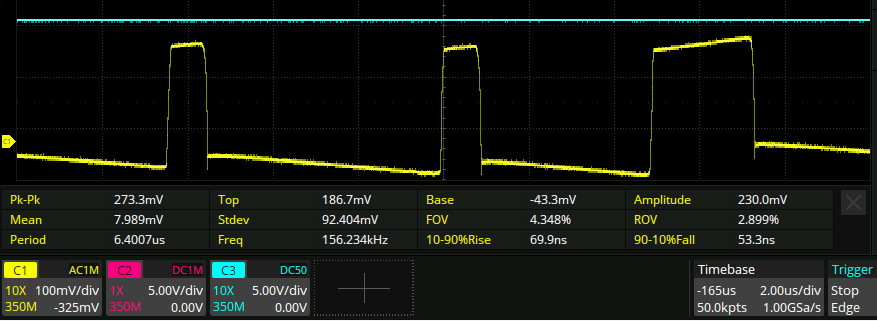 C1
Pk-Pk 273.3mV Top 186.7mV Base -43.3mV Amplitude 230.0mV
Mean 7.989mV Stdev 92.404mV FOV 4.348% ROV 2.899%
Period 6.4007us Freq 156.234kHz 10-90%Rise 69.9ns 90-10%Fall 53.3ns
C1 AC1M C2 DC1M C3 DC50 Timebase Trigger
10X 100mV/div 1X 5.00V/div 10X 5.00V/div -165us 2.00us/div Stop
350M -325mV 350M 0.00V 350M 0.00V 50.0kpts 1.00GSa/s Edge